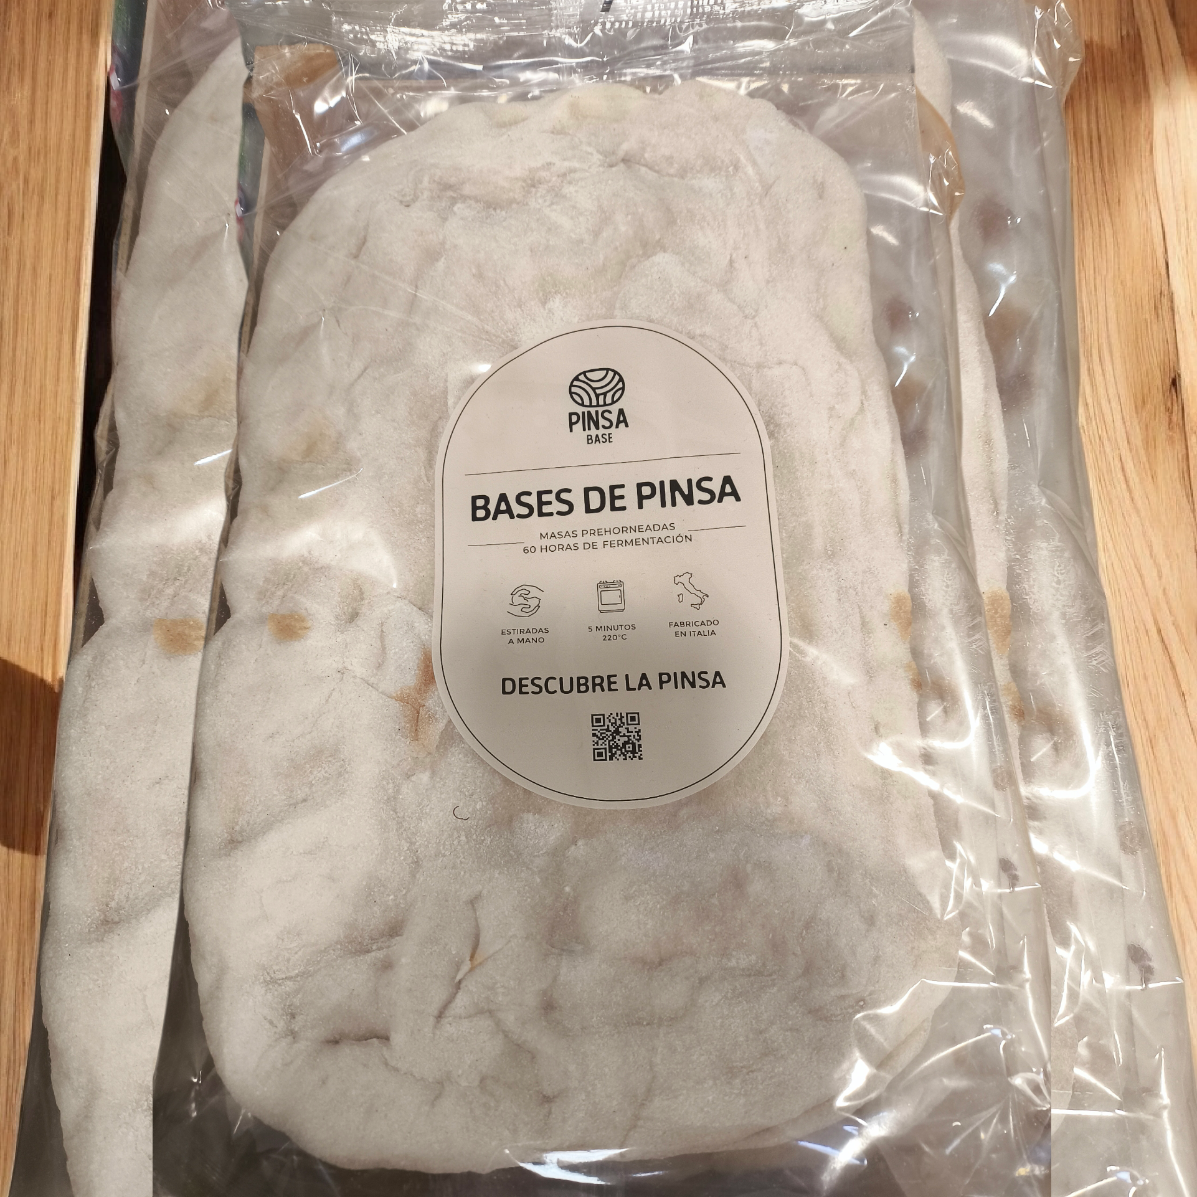 PINSA
BASE
BASES DE PINSA
MASAS PREHORNEADAS
60 HORAS DE FERMENTACIÓN
ESTIRADAS
A MANO
5 MINUTOS
220°C
FABRICADO
EN ITALIA
DESCUBRE LA PINSA